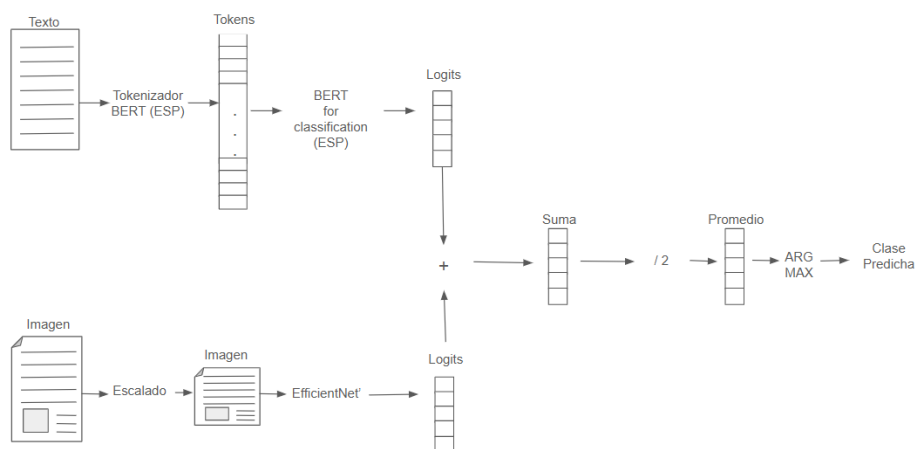 Texto
Tokenizador
BERT (ESP)
Tokens
.
.
.
BERT
for
classification
(ESP)
Logits
+
Suma
/ 2
Promedio
ARG
MAX
Clase
Predicha
Imagen
Escalado
Imagen
EfficientNet'
Logits